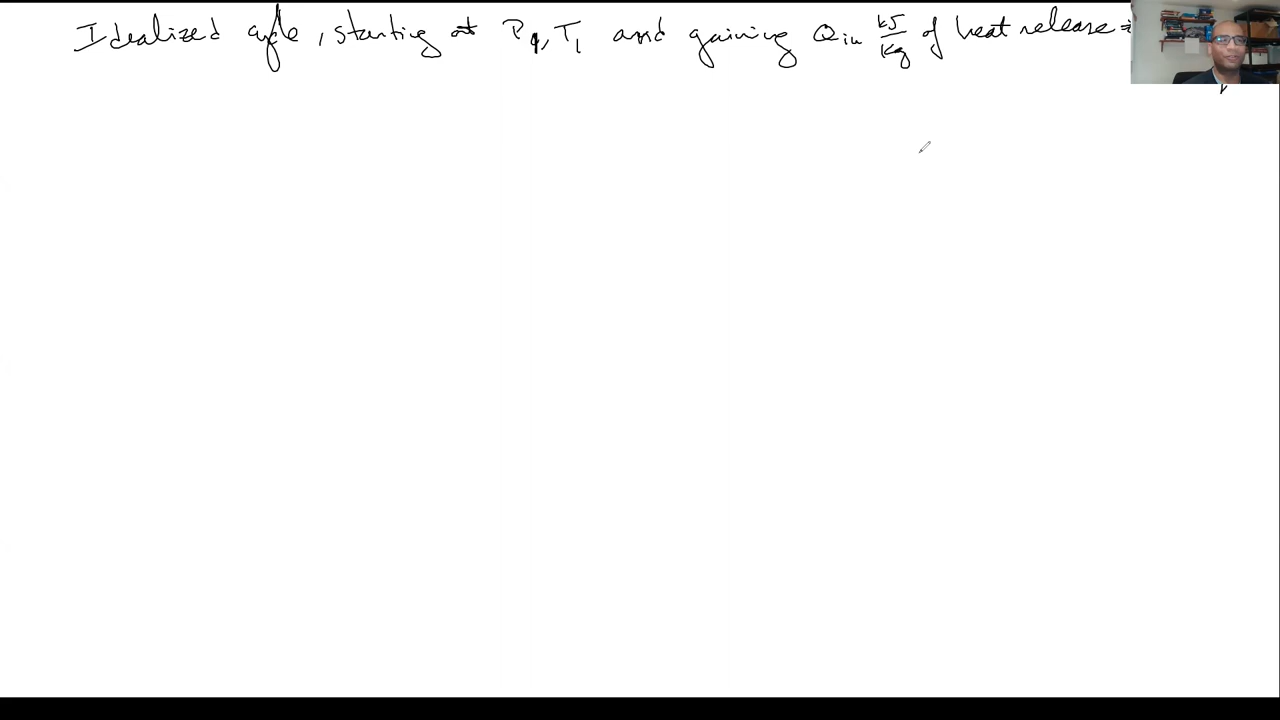 Idealized cycle, starting at P1, T1 and gaining Qin kJ/kg of heat release